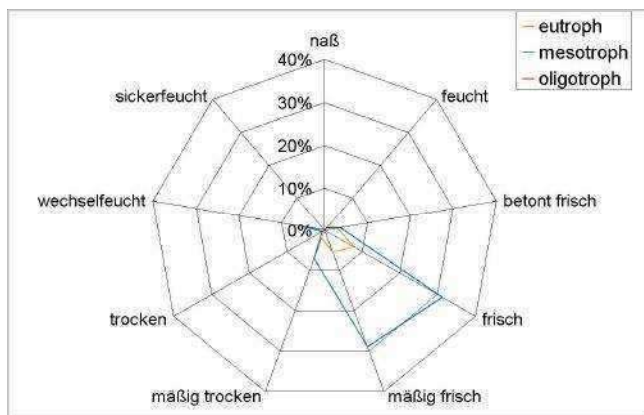 naß
eutroph
mesotroph
oligotroph
40%
30%
20%
10%
0%
sickerfeucht
feucht
wechselfeucht
betont frisch
trocken
frisch
mäßig trocken
mäßig frisch